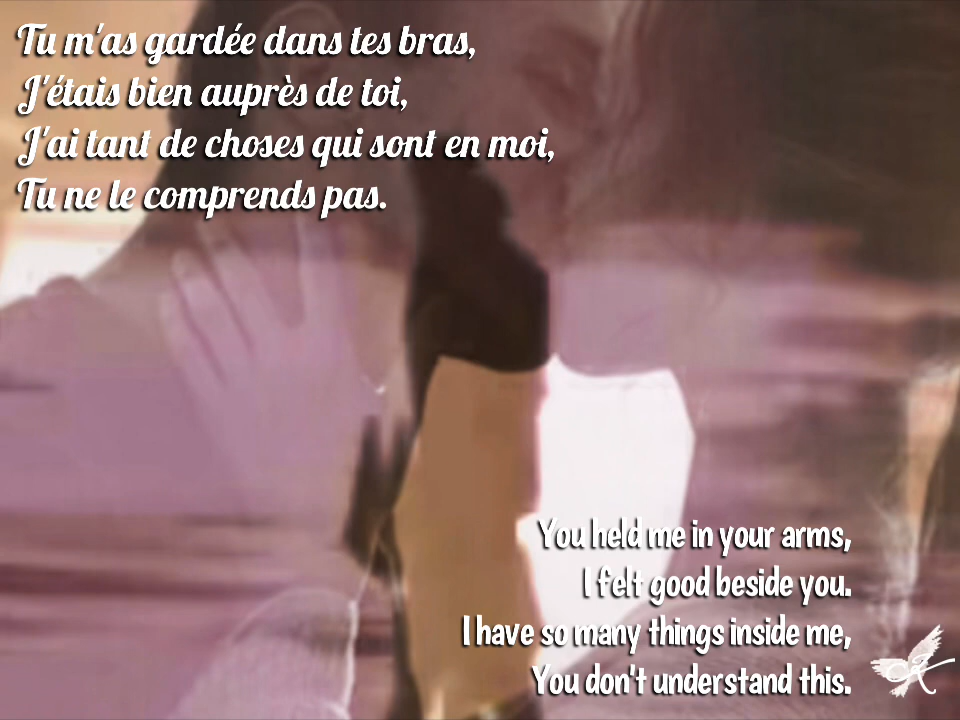 Tu m'as gardée dans tes bras,
J'étais bien auprès de toi,
J'ai tant de choses qui sont en moi,
Tu ne le comprends pas.
You held me in your arms,
I felt good beside you.
I have so many things inside me,
You don't understand this.